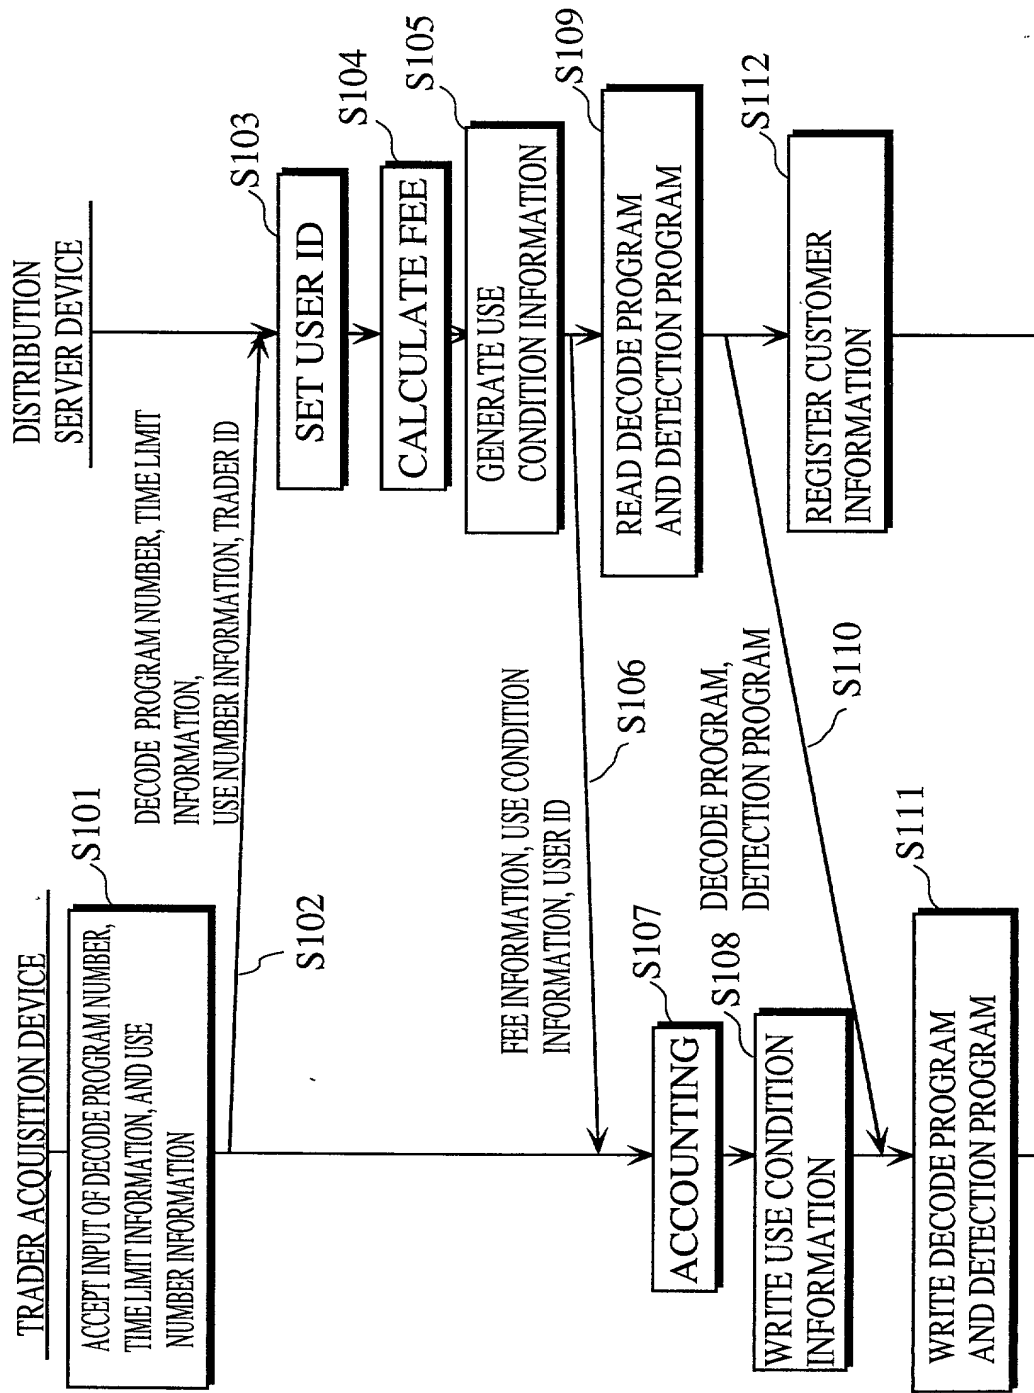 TRADER ACQUISITION DEVICE
DISTRIBUTION
SERVER DEVICE
S101
ACCEPT INPUT OF DECODE PROGRAM NUMBER,
TIME LIMIT INFORMATION, AND USE
NUMBER INFORMATION
DECODE PROGRAM NUMBER, TIME LIMIT
INFORMATION,
USE NUMBER INFORMATION, TRADER ID
S102
S103
SET USER ID
S104
CALCULATE FEE
S105
GENERATE USE
CONDITION INFORMATION
FEE INFORMATION, USE CONDITION
INFORMATION, USER ID
S106
S107
ACCOUNTING
S108
WRITE USE CONDITION
INFORMATION
S109
READ DECODE PROGRAM
AND DETECTION PROGRAM
DECODE PROGRAM,
DETECTION PROGRAM
S110
S111
WRITE DECODE PROGRAM
AND DETECTION PROGRAM
S112
REGISTER CUSTOMER
INFORMATION